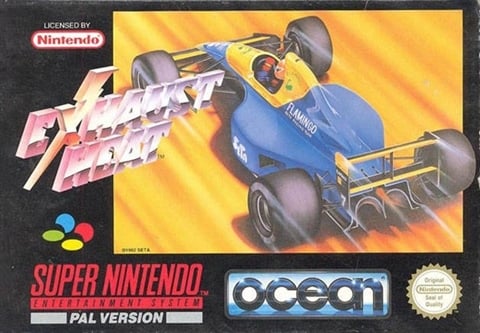 LICENSED BY
Nintendo
EXHAUST
HEAT™
FLAMINGO
©1992 SETA
SUPER NINTENDO
ENTERTAINMENT SYSTEM
PAL VERSION
ocean
Original
Nintendo
Seal of
Quality